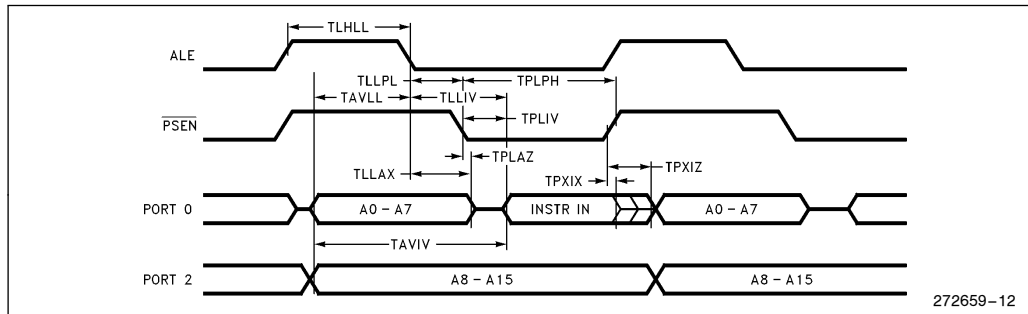 TLHLL
ALE
TLLPL TPLPH
TAVLL TLLIV
PSEN TPLIV
TPLAZ
TLLAX TPXIZ
TPXIX
PORT 0 A0 – A7 INSTR IN A0 – A7
TAVIV
PORT 2 A8 – A15 A8 – A15
272659–12